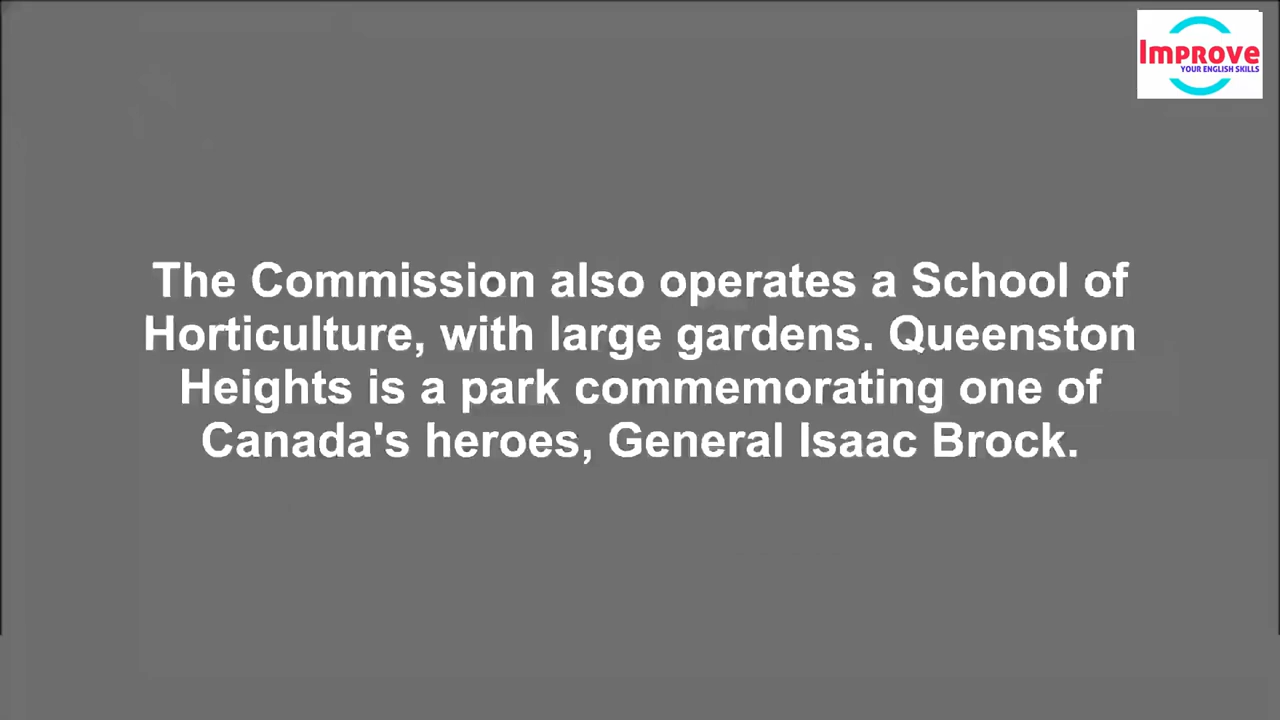 Improve
YOUR ENGLISH SKILLS
The Commission also operates a School of
Horticulture, with large gardens. Queenston
Heights is a park commemorating one of
Canada's heroes, General Isaac Brock.